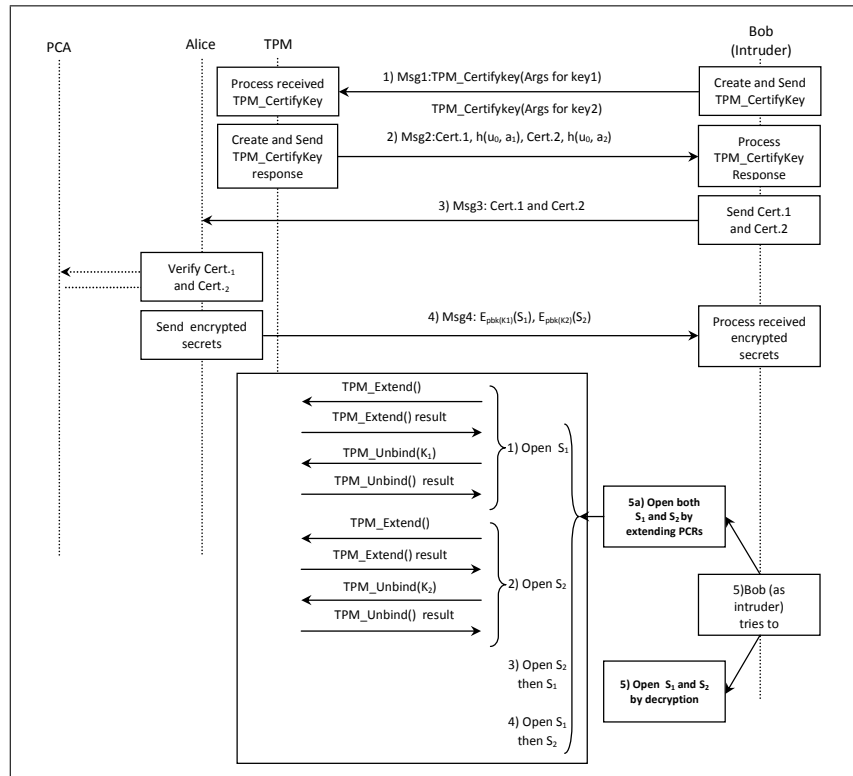 PCA
Alice
TPM
Bob
(Intruder)
Process received
TPM_CertifyKey
1) Msg1:TPM_Certifykey(Args for key1)
TPM_Certifykey(Args for key2)
Create and Send
TPM_CertifyKey
Create and Send
TPM_CertifyKey
response
2) Msg2:Cert.1, h(u₀, a₁), Cert.2, h(u₀, a₂)
Process
TPM_CertifyKey
Response
3) Msg3: Cert.1 and Cert.2
Send Cert.1
and Cert.2
Verify Cert.₁
and Cert.₂
Send encrypted
secrets
4) Msg4: E_pbk(K1)(S₁), E_pbk(K2)(S₂)
Process received
encrypted
secrets
TPM_Extend()
TPM_Extend() result
TPM_Unbind(K₁)
TPM_Unbind() result
1) Open S₁
TPM_Extend()
TPM_Extend() result
TPM_Unbind(K₂)
TPM_Unbind() result
2) Open S₂
3) Open S₂
then S₁
4) Open S₁
then S₂
5a) Open both
S₁ and S₂ by
extending PCRs
5)Bob (as
intruder)
tries to
5) Open S₁ and S₂
by decryption